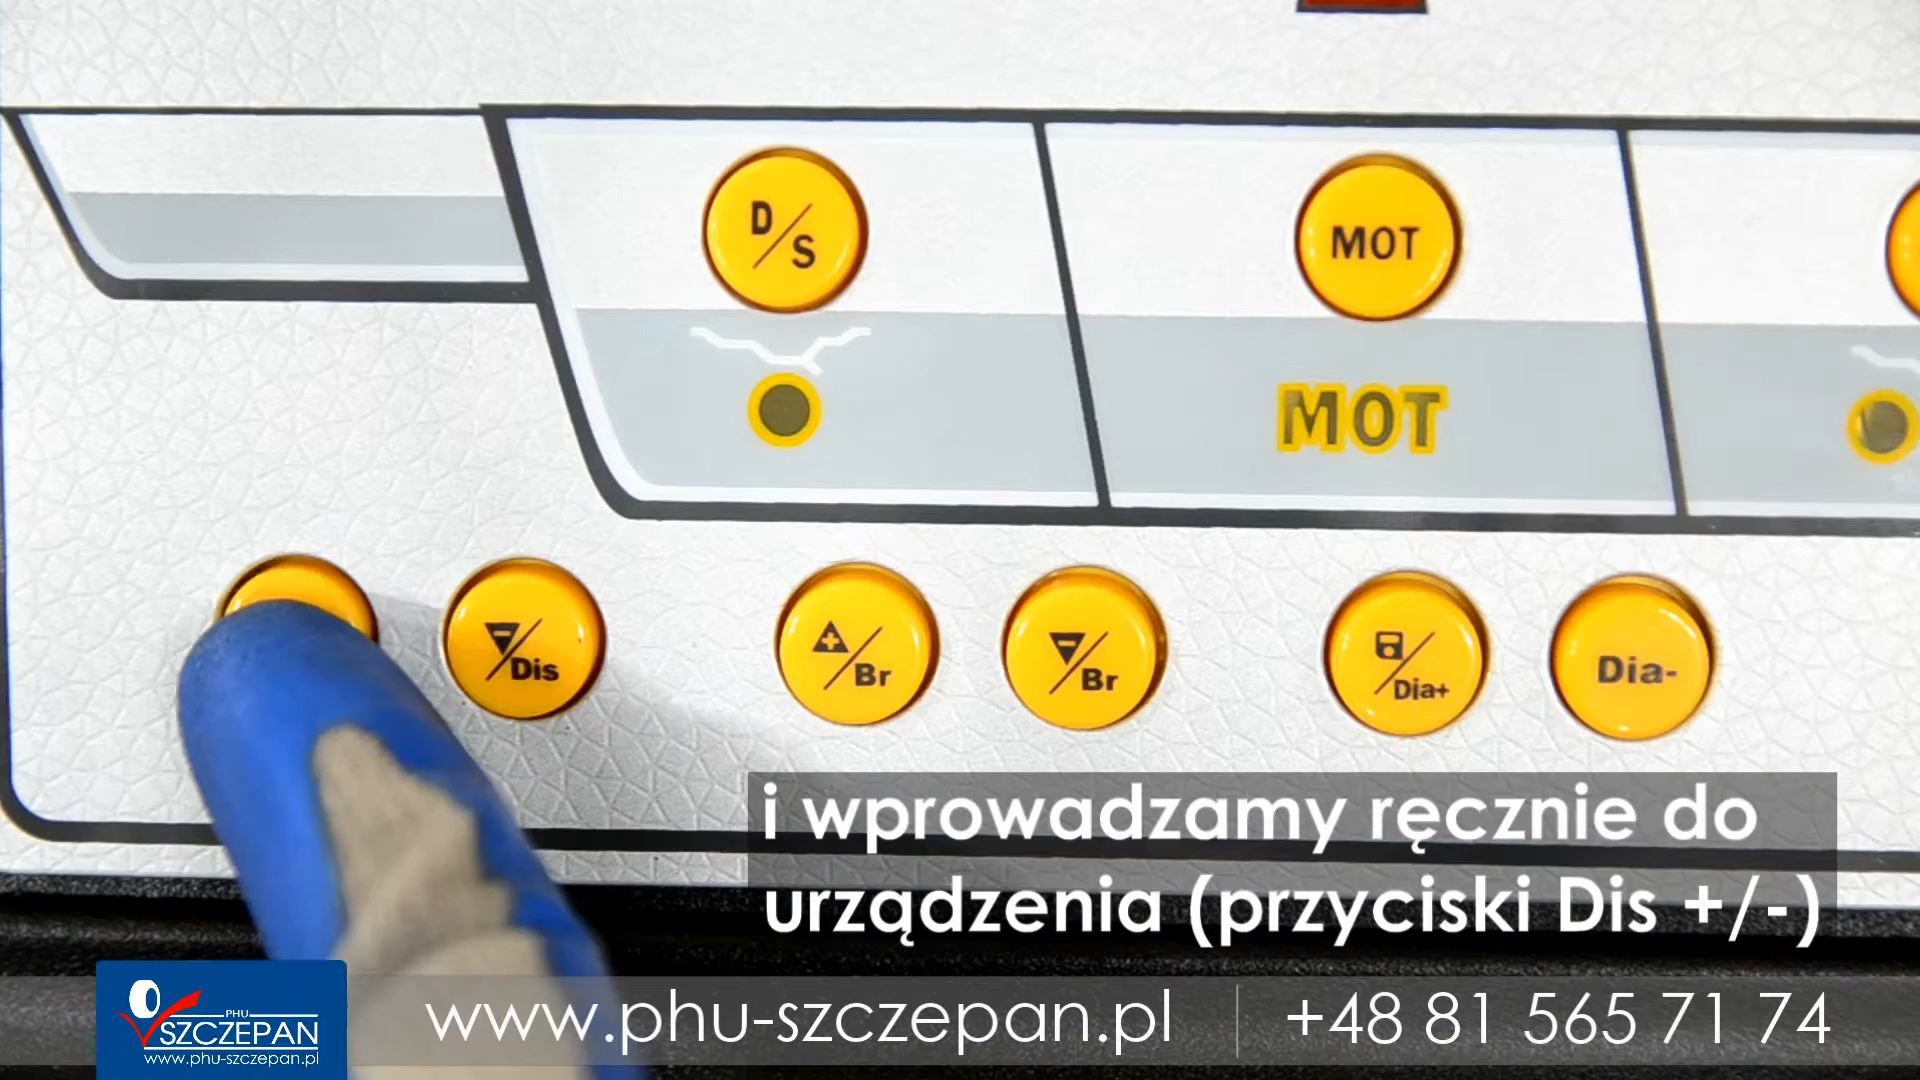 D/S
MOT
MOT
-/Dis
+/Br
-/Br
/Dia+
Dia-
i wprowadzamy ręcznie do
urządzenia (przyciski Dis +/-)
PHU
SZCZEPAN
www.phu-szczepan.pl
www.phu-szczepan.pl
+48 81 565 71 74